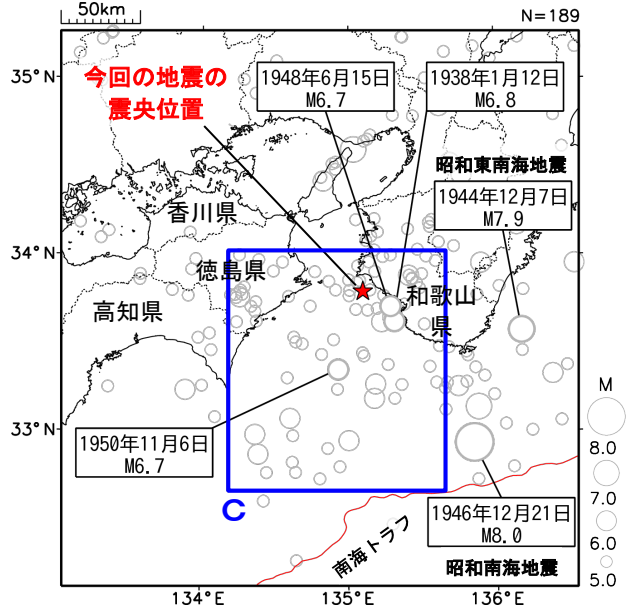 50km
N=189
35°N
今回の地震の
震央位置
1948年6月15日
M6.7
1938年1月12日
M6.8
昭和東南海地震
1944年12月7日
M7.9
香川県
34°N
徳島県
和歌山
県
高知県
M
8.0
7.0
6.0
5.0
33°N
1950年11月6日
M6.7
C
1946年12月21日
M8.0
昭和南海地震
南海トラフ
134°E
135°E
136°E